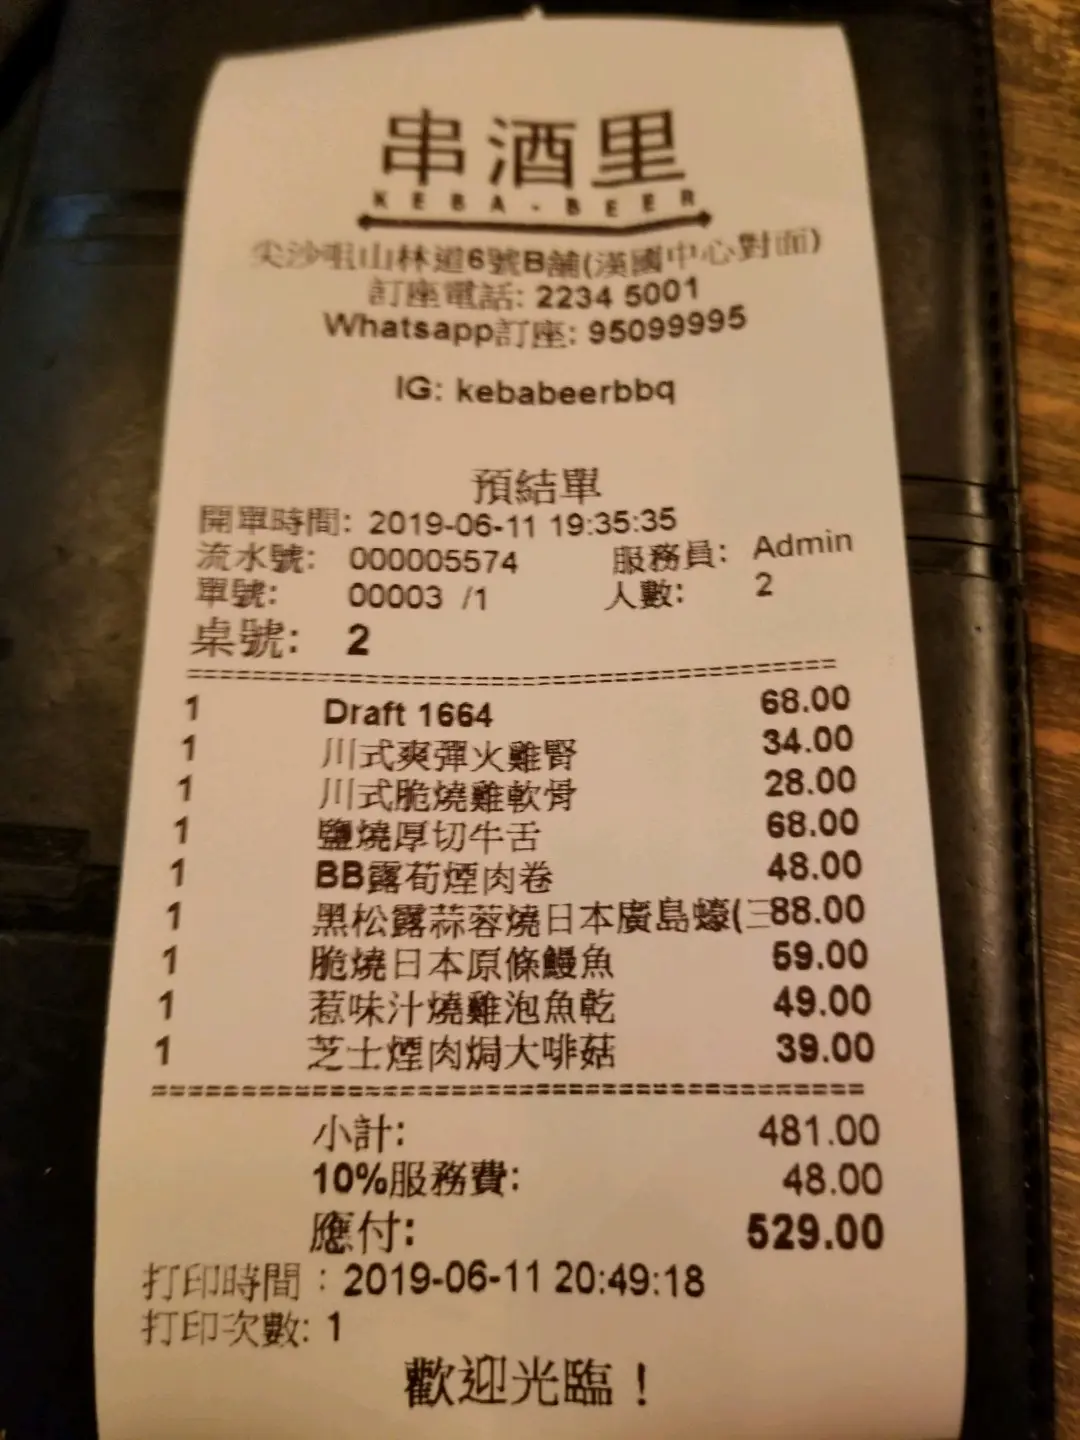 串酒里
KEBA-BEER
尖沙咀山林道6號B舖(漢國中心對面)
訂座電話: 2234 5001
Whatsapp訂座: 95099995
IG: kebabeerbbq
預結單
開單時間: 2019-06-11 19:35:35
流水號: 000005574 服務員: Admin
單號: 00003 /1 人數: 2
桌號: 2
1 Draft 1664 68.00
1 川式爽彈火雞腎 34.00
1 川式脆燒雞軟骨 28.00
1 鹽燒厚切牛舌 68.00
1 BB露荀煙肉卷 48.00
1 黑松露蒜蓉燒日本廣島蠔(三 88.00
1 脆燒日本原條鰻魚 59.00
1 惹味汁燒雞泡魚乾 49.00
1 芝士煙肉焗大啡菇 39.00
小計: 481.00
10%服務費: 48.00
應付: 529.00
打印時間：2019-06-11 20:49:18
打印次數: 1
歡迎光臨！